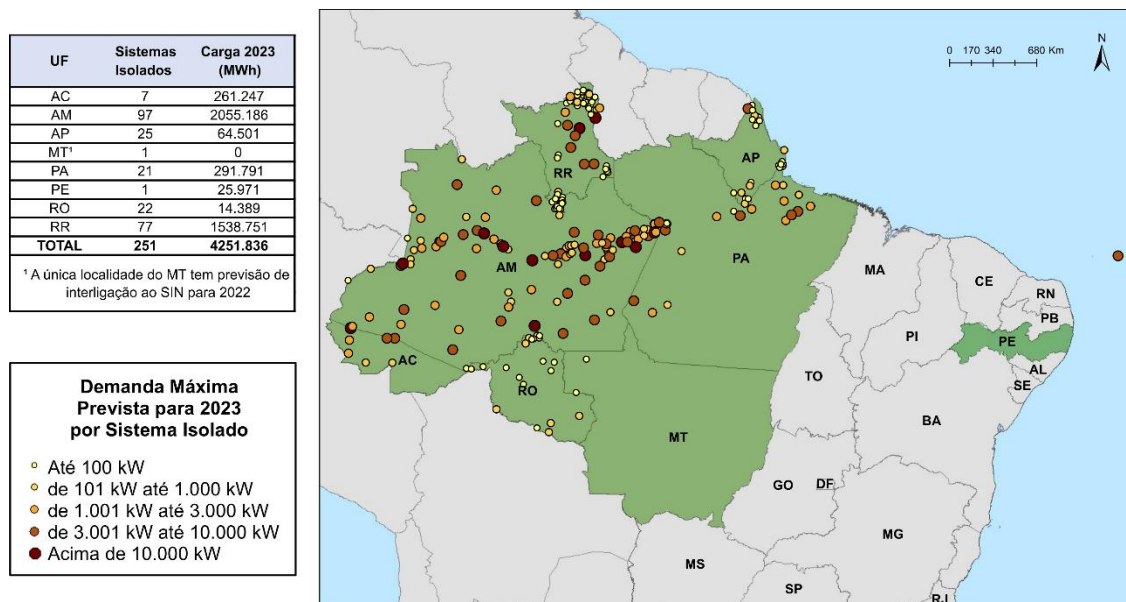 UF Sistemas Isolados Carga 2023 (MWh)
AC 7 261.247
AM 97 2055.186
AP 25 64.501
MT¹ 1 0
PA 21 291.791
PE 1 25.971
RO 22 14.389
RR 77 1538.751
TOTAL 251 4251.836
¹ A única localidade do MT tem previsão de
interligação ao SIN para 2022
Demanda Máxima
Prevista para 2023
por Sistema Isolado
Até 100 kW
de 101 kW até 1.000 kW
de 1.001 kW até 3.000 kW
de 3.001 kW até 10.000 kW
Acima de 10.000 kW
N
0 170 340 680 Km
RR
AP
AM
PA
MA
CE
RN
PB
PE
PI
AL
SE
AC
RO
TO
BA
MT
GO
DF
MG
MS
SP
RJ